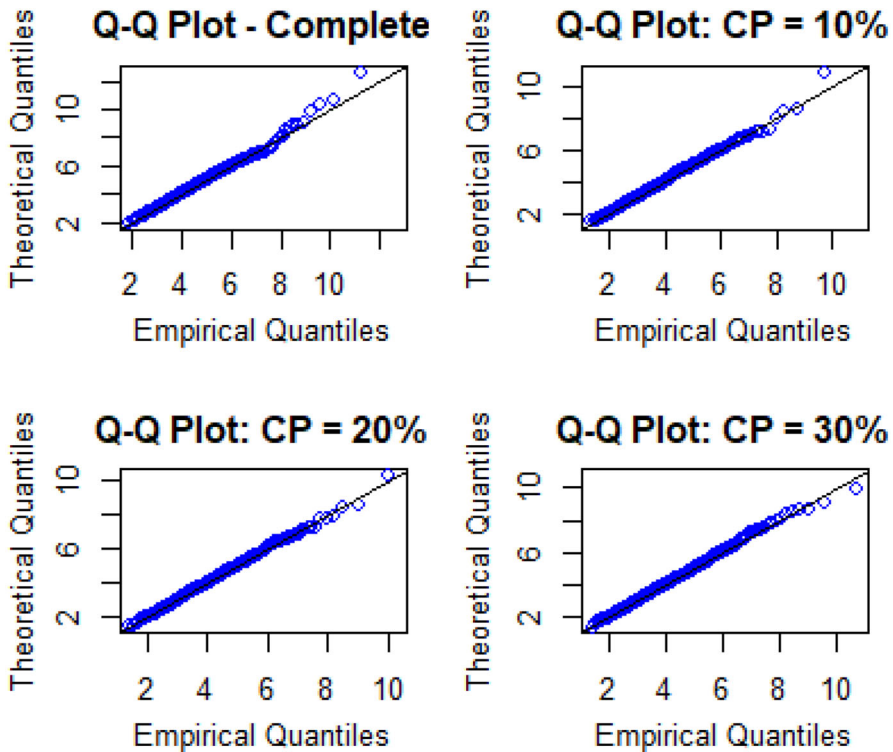 Q-Q Plot - Complete
Theoretical Quantiles
2 6 10
2 4 6 8 10
Empirical Quantiles
Q-Q Plot: CP = 10%
Theoretical Quantiles
2 6 10
2 4 6 8 10
Empirical Quantiles
Q-Q Plot: CP = 20%
Theoretical Quantiles
2 6 10
2 4 6 8 10
Empirical Quantiles
Q-Q Plot: CP = 30%
Theoretical Quantiles
2 6 10
2 4 6 8 10
Empirical Quantiles